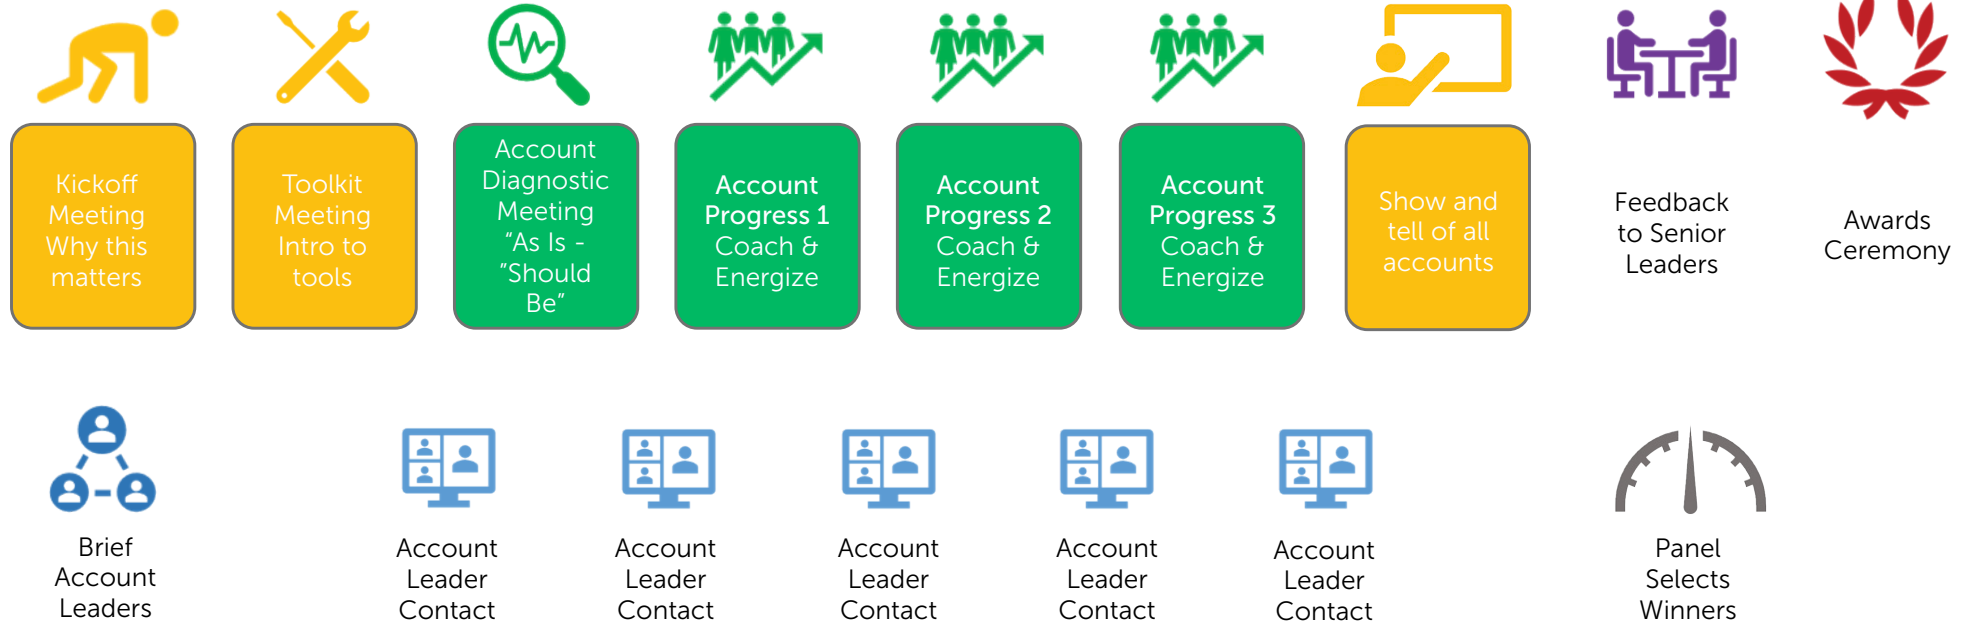 Kickoff
Meeting
Why this
matters
Toolkit
Meeting
Intro to
tools
Account
Diagnostic
Meeting
“As Is -
”Should
Be”
Account
Progress 1
Coach &
Energize
Account
Progress 2
Coach &
Energize
Account
Progress 3
Coach &
Energize
Show and
tell of all
accounts
Feedback
to Senior
Leaders
Awards
Ceremony
Brief
Account
Leaders
Account
Leader
Contact
Account
Leader
Contact
Account
Leader
Contact
Account
Leader
Contact
Account
Leader
Contact
Panel
Selects
Winners